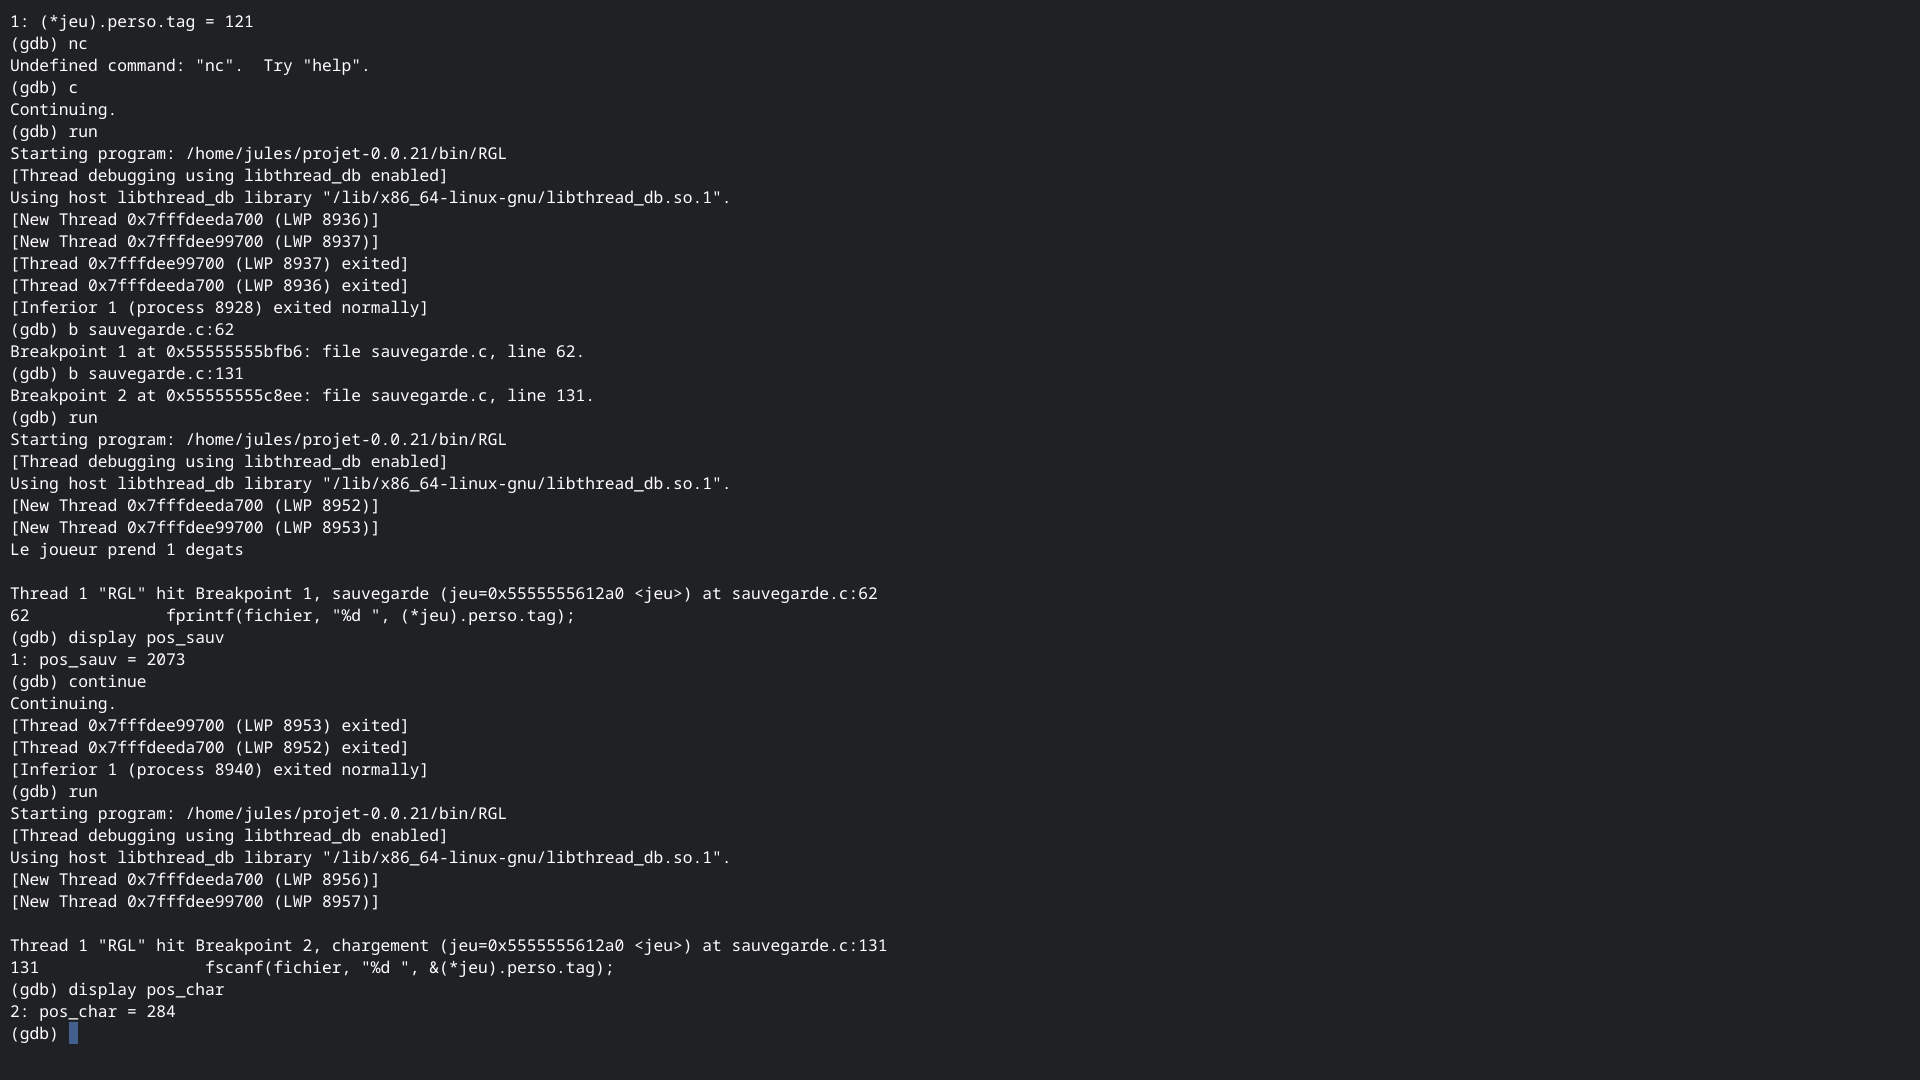 1: (*jeu).perso.tag = 121
(gdb) nc
Undefined command: "nc".  Try "help".
(gdb) c
Continuing.
(gdb) run
Starting program: /home/jules/projet-0.0.21/bin/RGL
[Thread debugging using libthread_db enabled]
Using host libthread_db library "/lib/x86_64-linux-gnu/libthread_db.so.1".
[New Thread 0x7fffdeeda700 (LWP 8936)]
[New Thread 0x7fffdee99700 (LWP 8937)]
[Thread 0x7fffdee99700 (LWP 8937) exited]
[Thread 0x7fffdeeda700 (LWP 8936) exited]
[Inferior 1 (process 8928) exited normally]
(gdb) b sauvegarde.c:62
Breakpoint 1 at 0x55555555bfb6: file sauvegarde.c, line 62.
(gdb) b sauvegarde.c:131
Breakpoint 2 at 0x55555555c8ee: file sauvegarde.c, line 131.
(gdb) run
Starting program: /home/jules/projet-0.0.21/bin/RGL
[Thread debugging using libthread_db enabled]
Using host libthread_db library "/lib/x86_64-linux-gnu/libthread_db.so.1".
[New Thread 0x7fffdeeda700 (LWP 8952)]
[New Thread 0x7fffdee99700 (LWP 8953)]
Le joueur prend 1 degats
Thread 1 "RGL" hit Breakpoint 1, sauvegarde (jeu=0x5555555612a0 <jeu>) at sauvegarde.c:62
62              fprintf(fichier, "%d ", (*jeu).perso.tag);
(gdb) display pos_sauv
1: pos_sauv = 2073
(gdb) continue
Continuing.
[Thread 0x7fffdee99700 (LWP 8953) exited]
[Thread 0x7fffdeeda700 (LWP 8952) exited]
[Inferior 1 (process 8940) exited normally]
(gdb) run
Starting program: /home/jules/projet-0.0.21/bin/RGL
[Thread debugging using libthread_db enabled]
Using host libthread_db library "/lib/x86_64-linux-gnu/libthread_db.so.1".
[New Thread 0x7fffdeeda700 (LWP 8956)]
[New Thread 0x7fffdee99700 (LWP 8957)]
Thread 1 "RGL" hit Breakpoint 2, chargement (jeu=0x5555555612a0 <jeu>) at sauvegarde.c:131
131                 fscanf(fichier, "%d ", &(*jeu).perso.tag);
(gdb) display pos_char
2: pos_char = 284
(gdb)